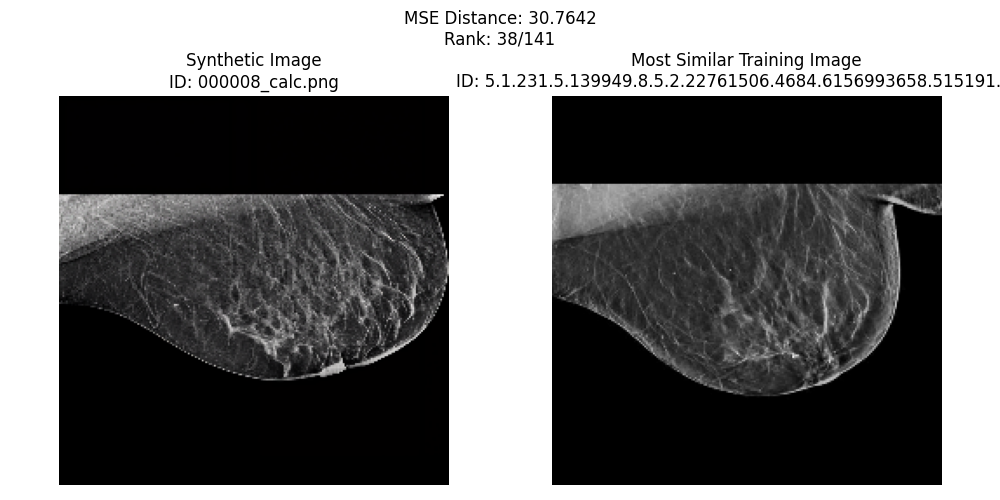 MSE Distance: 30.7642
Rank: 38/141
Synthetic Image
ID: 000008_calc.png
Most Similar Training Image
ID: 5.1.231.5.139949.8.5.2.22761506.4684.6156993658.515191.